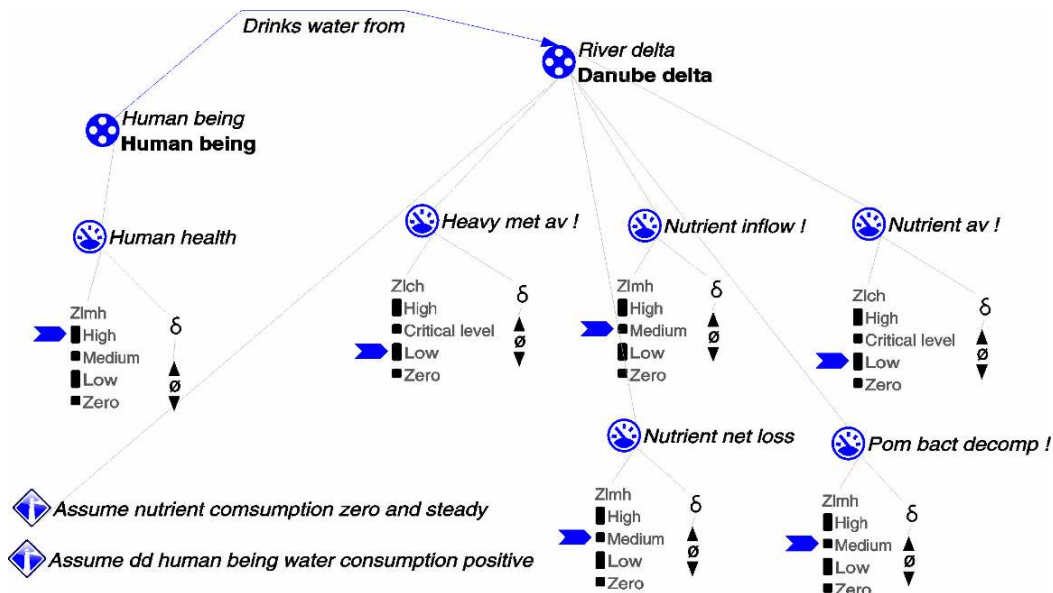 Drinks water from
River delta
Danube delta
Human being
Human being
Human health
Zlmh
High
Medium
Low
Zero
δ
ø
Heavy met av !
Zlch
High
Critical level
Low
Zero
δ
ø
Nutrient inflow !
Zlmh
High
Medium
Low
Zero
δ
ø
Nutrient av !
Zlch
High
Critical level
Low
Zero
δ
ø
Nutrient net loss
Zlmh
High
Medium
Low
Zero
δ
ø
Pom bact decomp !
Zlmh
High
Medium
Low
Zero
δ
ø
Assume nutrient comsumption zero and steady
Assume dd human being water consumption positive